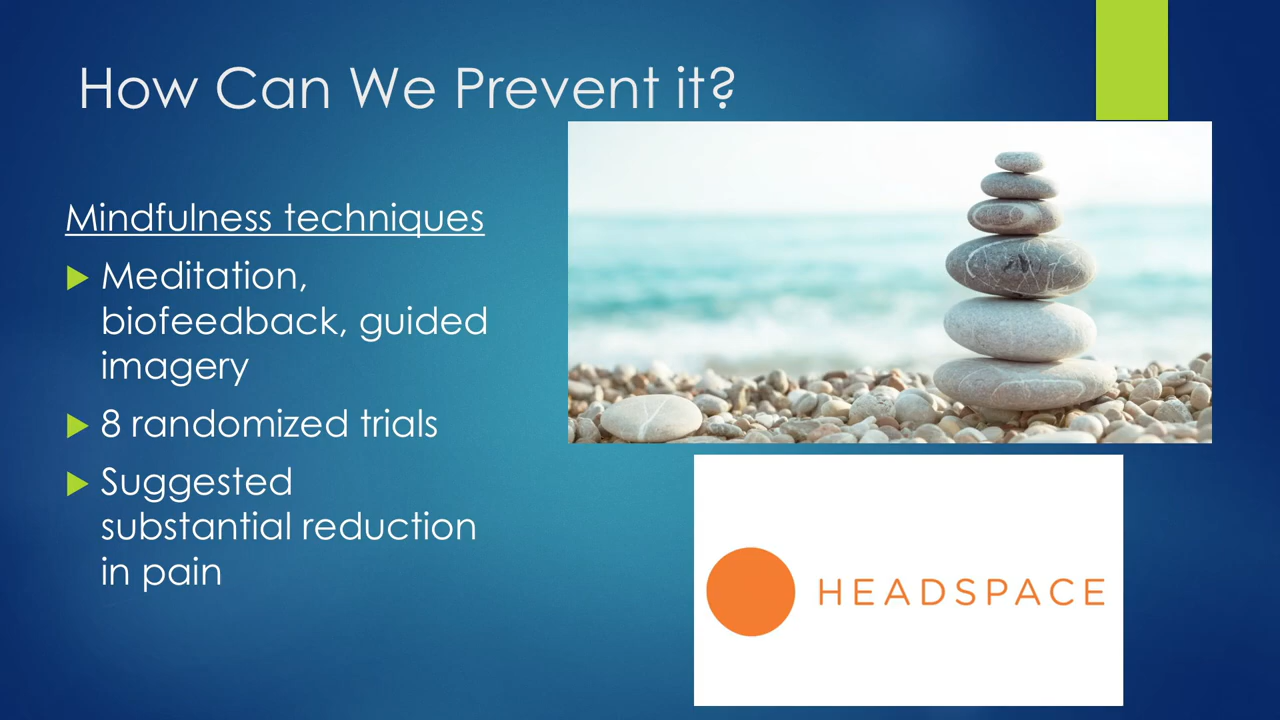 How Can We Prevent it?
Mindfulness techniques
Meditation,
biofeedback, guided
imagery
8 randomized trials
Suggested
substantial reduction
in pain
HEADSPACE